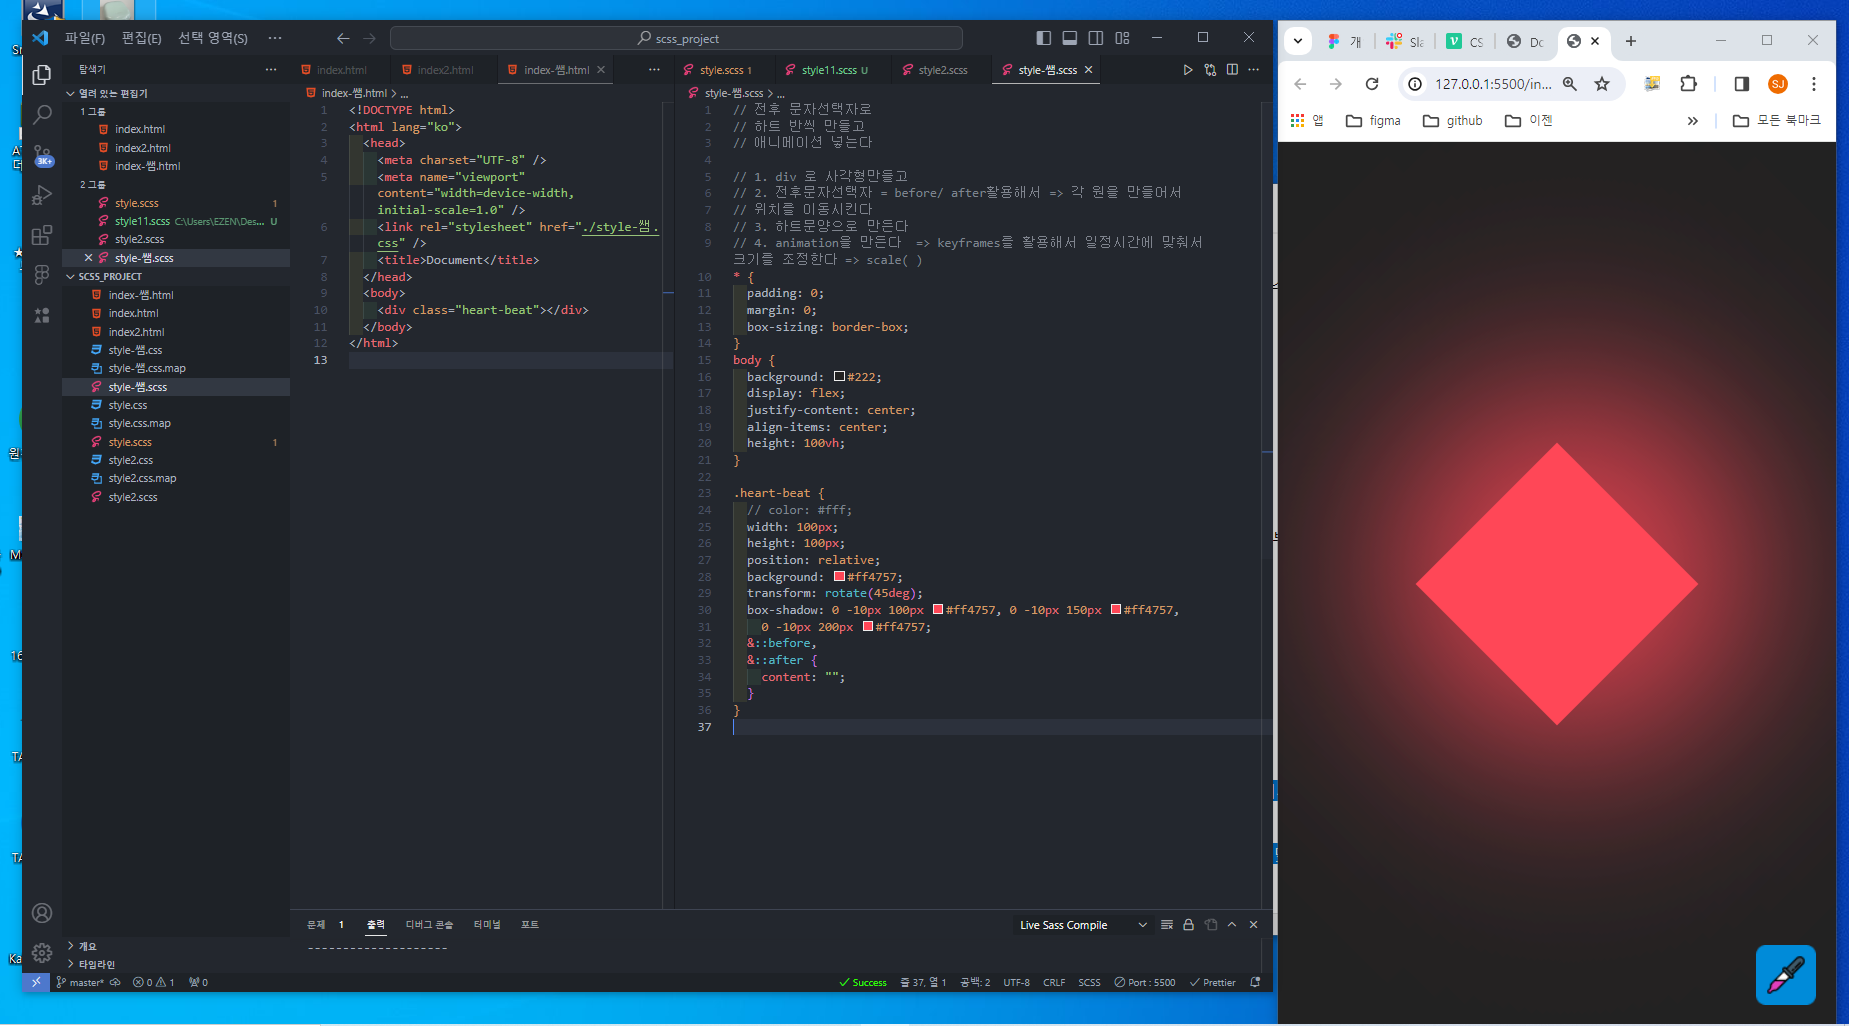 파일(F) 편집(E) 선택 영역(S) ···
scss_project
탐색기 ···
열려 있는 편집기
1 그룹
index.html
index2.html
index-쌤.html
2 그룹
style.scss 1
style11.scss C:\Users\EZEN\Des... U
style2.scss
style-쌤.scss
SCSS_PROJECT
index-쌤.html
index.html
index2.html
style-쌤.css
style-쌤.css.map
style-쌤.scss
style.css
style.css.map
style.scss 1
style2.css
style2.css.map
style2.scss
개요
타임라인
3K+
index.html index2.html index-쌤.html ···
index-쌤.html > ...
1 <!DOCTYPE html>
2 <html lang="ko">
3 <head>
4 <meta charset="UTF-8" />
5 <meta name="viewport"
content="width=device-width,
initial-scale=1.0" />
6 <link rel="stylesheet" href="./style-쌤.
css" />
7 <title>Document</title>
8 </head>
9 <body>
10 <div class="heart-beat"></div>
11 </body>
12 </html>
13
style.scss 1 style11.scss U style2.scss style-쌤.scss ···
style-쌤.scss > ...
1 // 전후 문자선택자로
2 // 하트 반씩 만들고
3 // 애니메이션 넣는다
4
5 // 1. div 로 사각형만들고
6 // 2. 전후문자선택자 = before/ after활용해서 => 각 원을 만들어서
7 // 위치를 이동시킨다
8 // 3. 하트문양으로 만든다
9 // 4. animation을 만든다 => keyframes를 활용해서 일정시간에 맞춰서
크기를 조정한다 => scale( )
10 * {
11 padding: 0;
12 margin: 0;
13 box-sizing: border-box;
14 }
15 body {
16 background: #222;
17 display: flex;
18 justify-content: center;
19 align-items: center;
20 height: 100vh;
21 }
22
23 .heart-beat {
24 // color: #fff;
25 width: 100px;
26 height: 100px;
27 position: relative;
28 background: #ff4757;
29 transform: rotate(45deg);
30 box-shadow: 0 -10px 100px #ff4757, 0 -10px 150px #ff4757,
31 0 -10px 200px #ff4757;
32 &::before,
33 &::after {
34 content: "";
35 }
36 }
37
문제 1 출력 디버그 콘솔 터미널 포트
Live Sass Compile
--------------------
master* 0 1 0
Success 줄 37, 열 1 공백: 2 UTF-8 CRLF SCSS Port : 5500 Prettier
개 Sla CS Dc
127.0.0.1:5500/in... SJ
앱 figma github 이젠 » 모든 북마크